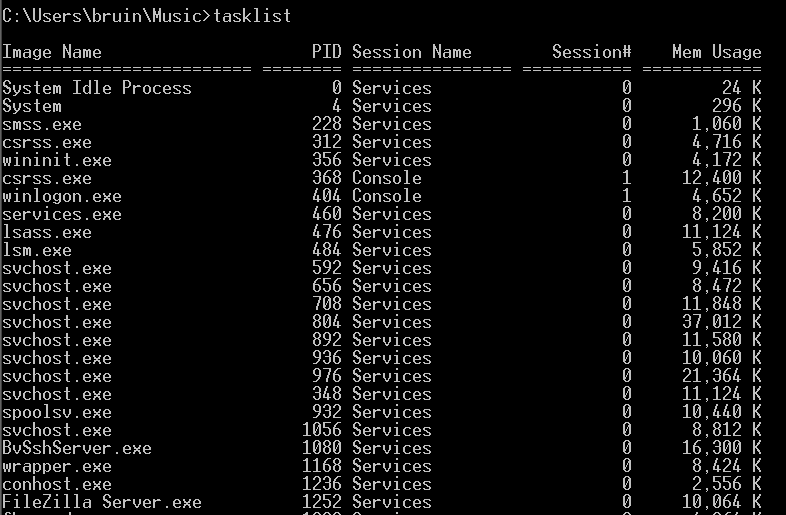 C:\Users\bruin\Music>tasklist
Image Name                     PID Session Name        Session#    Mem Usage
========================= ======== ================ =========== ============
System Idle Process              0 Services                   0         24 K
System                           4 Services                   0        296 K
smss.exe                       228 Services                   0      1,060 K
csrss.exe                      312 Services                   0      4,716 K
wininit.exe                    356 Services                   0      4,172 K
csrss.exe                      368 Console                    1     12,400 K
winlogon.exe                   404 Console                    1      4,652 K
services.exe                   460 Services                   0      8,200 K
lsass.exe                      476 Services                   0     11,124 K
lsm.exe                        484 Services                   0      5,852 K
svchost.exe                    592 Services                   0      9,416 K
svchost.exe                    656 Services                   0      8,472 K
svchost.exe                    708 Services                   0     11,848 K
svchost.exe                    804 Services                   0     37,012 K
svchost.exe                    892 Services                   0     11,580 K
svchost.exe                    936 Services                   0     10,060 K
svchost.exe                    976 Services                   0     21,364 K
svchost.exe                    348 Services                   0     11,124 K
spoolsv.exe                    932 Services                   0     10,440 K
svchost.exe                   1056 Services                   0      8,812 K
BvSshServer.exe               1080 Services                   0     16,300 K
wrapper.exe                   1168 Services                   0      8,424 K
conhost.exe                   1236 Services                   0      2,556 K
FileZilla Server.exe          1252 Services                   0     10,064 K